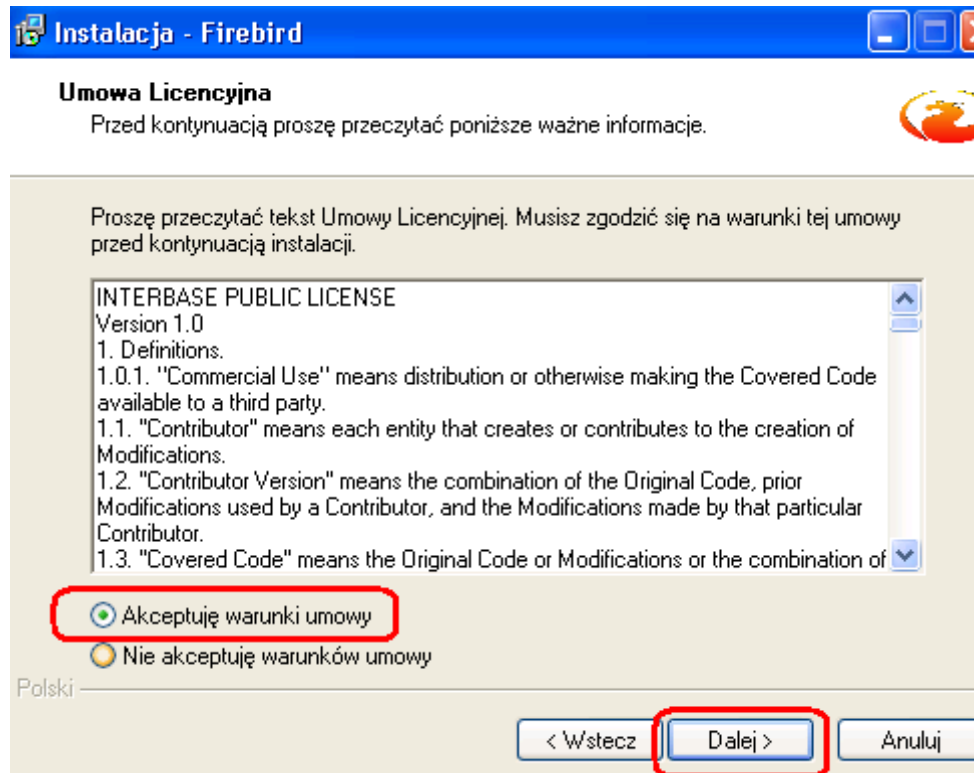 Instalacja - Firebird
Umowa Licencyjna
Przed kontynuacją proszę przeczytać poniższe ważne informacje.
Proszę przeczytać tekst Umowy Licencyjnej. Musisz zgodzić się na warunki tej umowy
przed kontynuacją instalacji.
INTERBASE PUBLIC LICENSE
Version 1.0
1. Definitions.
1.0.1. "Commercial Use" means distribution or otherwise making the Covered Code
available to a third party.
1.1. "Contributor" means each entity that creates or contributes to the creation of
Modifications.
1.2. "Contributor Version" means the combination of the Original Code, prior
Modifications used by a Contributor, and the Modifications made by that particular
Contributor.
1.3. "Covered Code" means the Original Code or Modifications or the combination of
Akceptuję warunki umowy
Nie akceptuję warunków umowy
Polski
< Wstecz Dalej > Anuluj